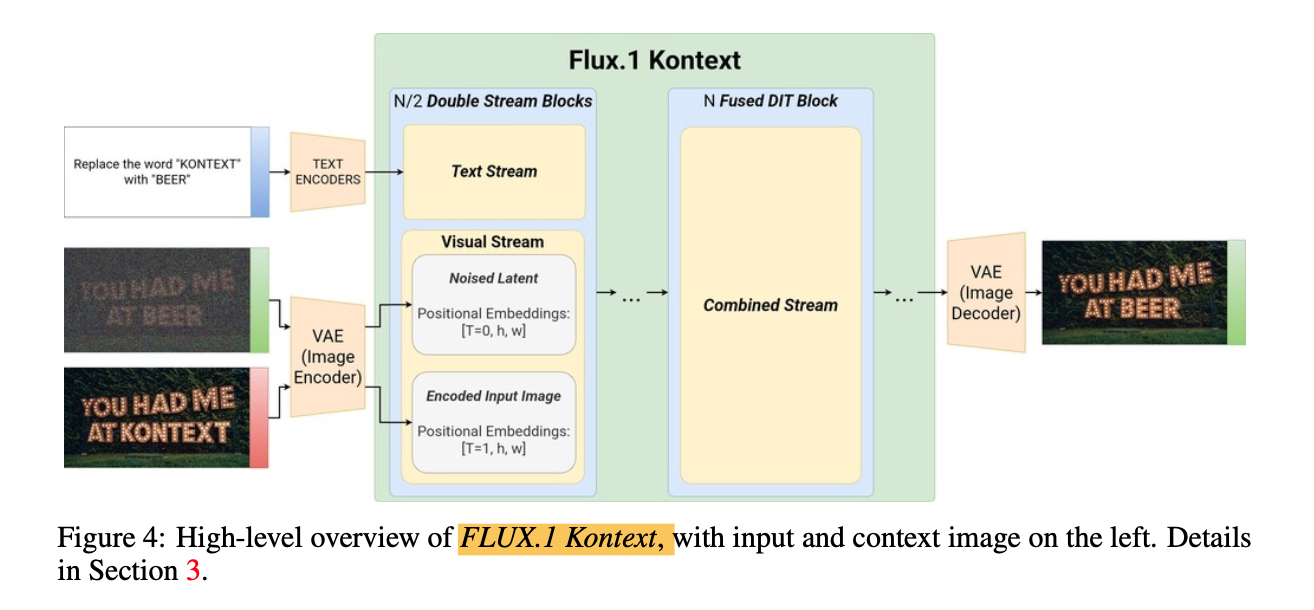 Flux.1 Kontext
N/2 Double Stream Blocks
N Fused DIT Block
Replace the word "KONTEXT"
with "BEER"
TEXT
ENCODERS
Text Stream
Visual Stream
Noised Latent
Positional Embeddings:
[T=0, h, w]
YOU HAD ME
AT BEER
VAE
(Image
Encoder)
...
Combined Stream
...
VAE
(Image
Decoder)
YOU HAD ME
AT BEER
YOU HAD ME
AT KONTEXT
Encoded Input Image
Positional Embeddings:
[T=1, h, w]
Figure 4: High-level overview of FLUX.1 Kontext, with input and context image on the left. Details
in Section 3.